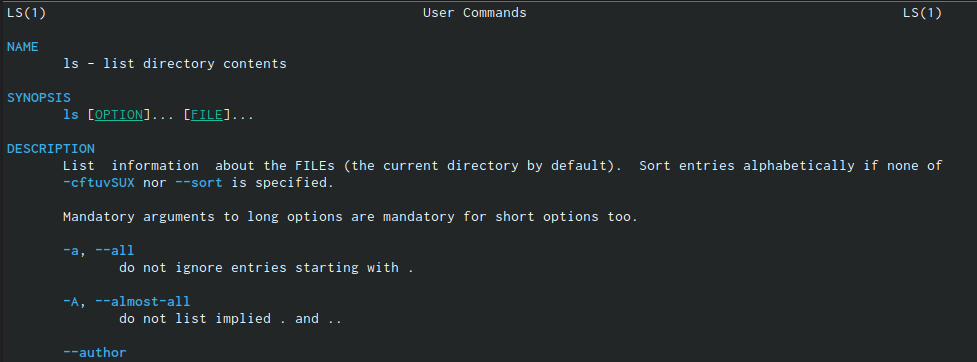 LS(1) User Commands LS(1)
NAME
ls - list directory contents
SYNOPSIS
ls [OPTION]... [FILE]...
DESCRIPTION
List information about the FILEs (the current directory by default). Sort entries alphabetically if none of
-cftuvSUX nor --sort is specified.
Mandatory arguments to long options are mandatory for short options too.
-a, --all
do not ignore entries starting with .
-A, --almost-all
do not list implied . and ..
--author